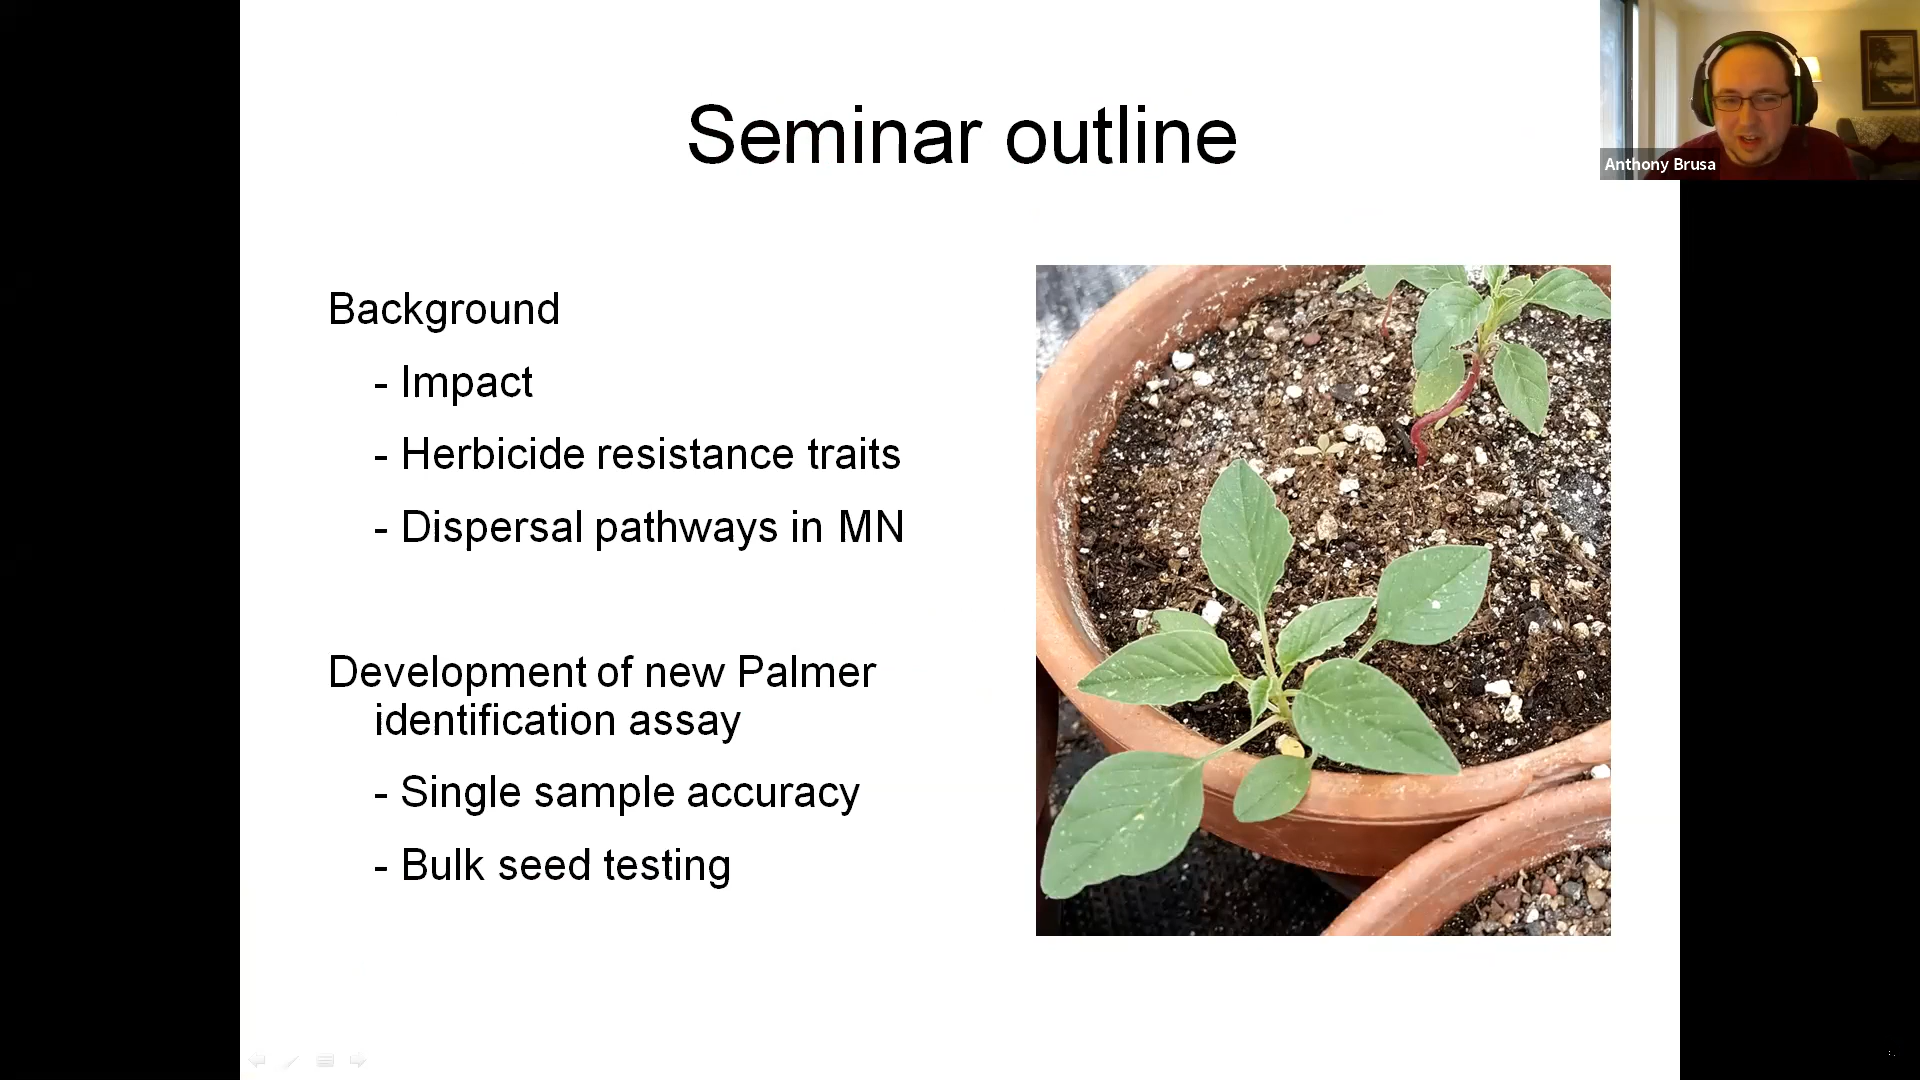 Seminar outline
Anthony Brusa
Background
- Impact
- Herbicide resistance traits
- Dispersal pathways in MN
Development of new Palmer
identification assay
- Single sample accuracy
- Bulk seed testing